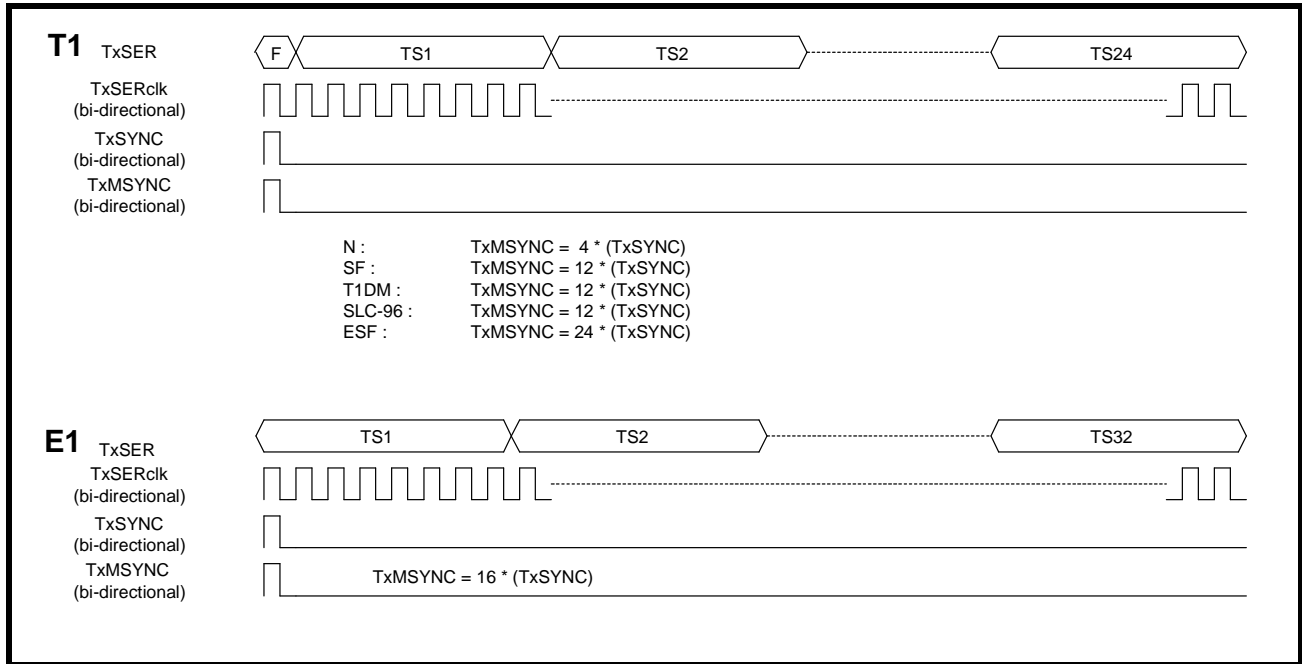 T1 TxSER F TS1 TS2 TS24
TxSERclk
(bi-directional)
TxSYNC
(bi-directional)
TxMSYNC
(bi-directional)
N : TxMSYNC = 4 * (TxSYNC)
SF : TxMSYNC = 12 * (TxSYNC)
T1DM : TxMSYNC = 12 * (TxSYNC)
SLC-96 : TxMSYNC = 12 * (TxSYNC)
ESF : TxMSYNC = 24 * (TxSYNC)
E1 TxSER TS1 TS2 TS32
TxSERclk
(bi-directional)
TxSYNC
(bi-directional)
TxMSYNC
(bi-directional)
TxMSYNC = 16 * (TxSYNC)